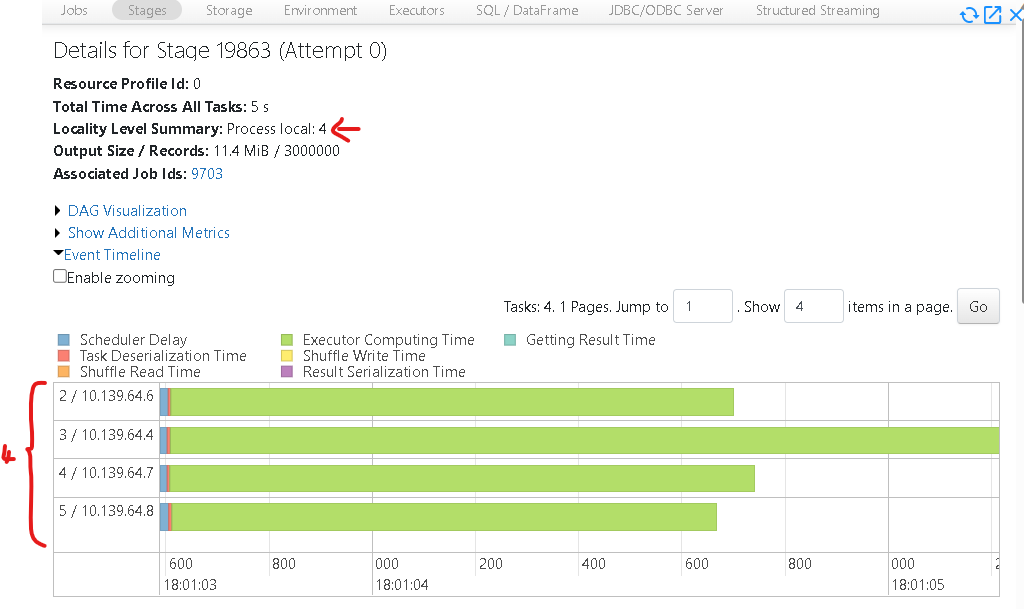 Jobs Stages Storage Environment Executors SQL / DataFrame JDBC/ODBC Server Structured Streaming
Details for Stage 19863 (Attempt 0)
Resource Profile Id: 0
Total Time Across All Tasks: 5 s
Locality Level Summary: Process local: 4
Output Size / Records: 11.4 MiB / 3000000
Associated Job Ids: 9703
DAG Visualization
Show Additional Metrics
Event Timeline
Enable zooming
Tasks: 4. 1 Pages. Jump to 1 . Show 4 items in a page. Go
Scheduler Delay Executor Computing Time Getting Result Time
Task Deserialization Time Shuffle Write Time
Shuffle Read Time Result Serialization Time
2 / 10.139.64.6
3 / 10.139.64.4
4
4 / 10.139.64.7
5 / 10.139.64.8
600 800 000 200 400 600 800 000
18:01:03 18:01:04 18:01:05